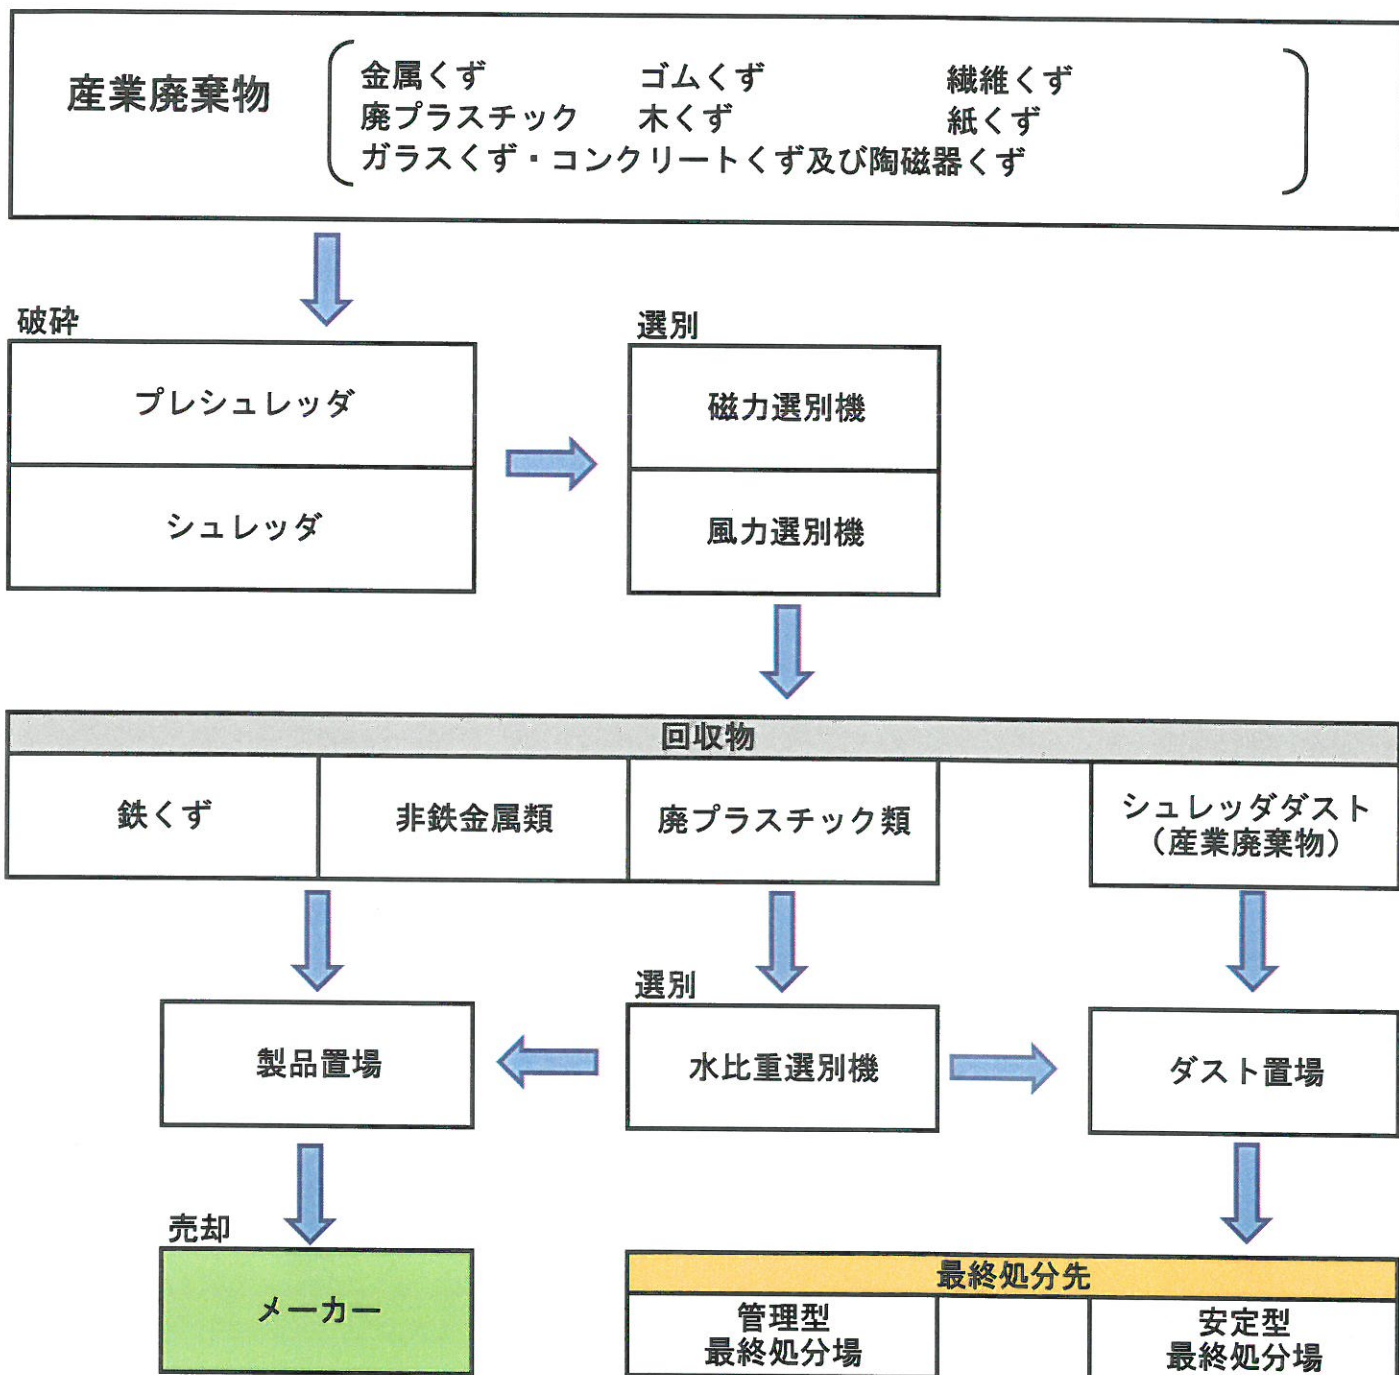 産業廃棄物
金属くず ゴムくず 繊維くず
廃プラスチック 木くず 紙くず
ガラスくず・コンクリートくず及び陶磁器くず
破砕
プレシュレッダ
シュレッダ
選別
磁力選別機
風力選別機
回収物
鉄くず
非鉄金属類
廃プラスチック類
シュレッダダスト
（産業廃棄物）
製品置場
選別
水比重選別機
ダスト置場
売却
メーカー
最終処分先
管理型
最終処分場
安定型
最終処分場